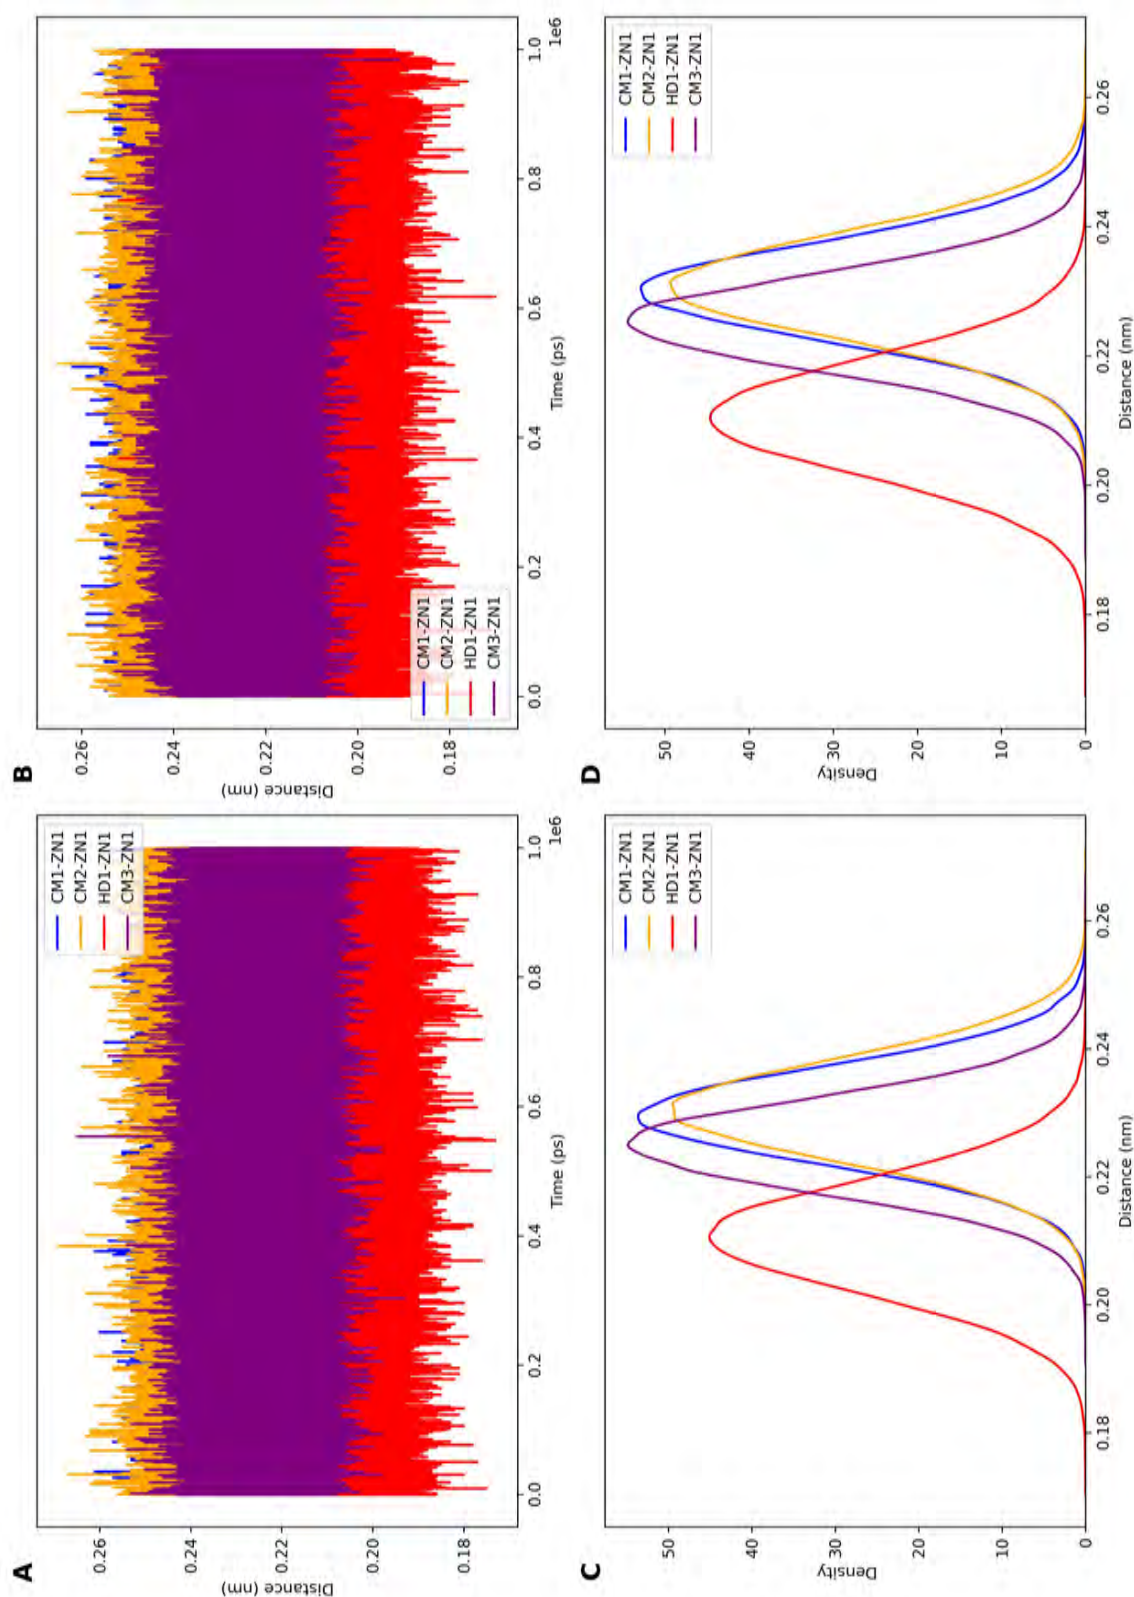 A
CM1-ZN1
CM2-ZN1
HD1-ZN1
CM3-ZN1
0.26
0.24
0.22
0.20
0.18
Distance (nm)
0.0
0.2
0.4
0.6
0.8
1.0
1e6
Time (ps)
B
CM1-ZN1
CM2-ZN1
HD1-ZN1
CM3-ZN1
0.26
0.24
0.22
0.20
0.18
Distance (nm)
0.0
0.2
0.4
0.6
0.8
1.0
1e6
Time (ps)
C
CM1-ZN1
CM2-ZN1
HD1-ZN1
CM3-ZN1
50
40
30
20
10
0
Density
0.18
0.20
0.22
0.24
0.26
Distance (nm)
D
CM1-ZN1
CM2-ZN1
HD1-ZN1
CM3-ZN1
50
40
30
20
10
0
Density
0.18
0.20
0.22
0.24
0.26
Distance (nm)